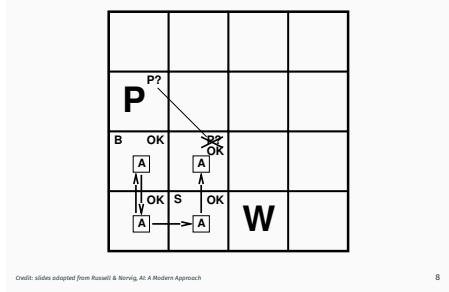 P?
P
B OK P?
OK
A A
OK S OK
A A W
Credit: slides adapted from Russell & Norvig, AI: A Modern Approach 8